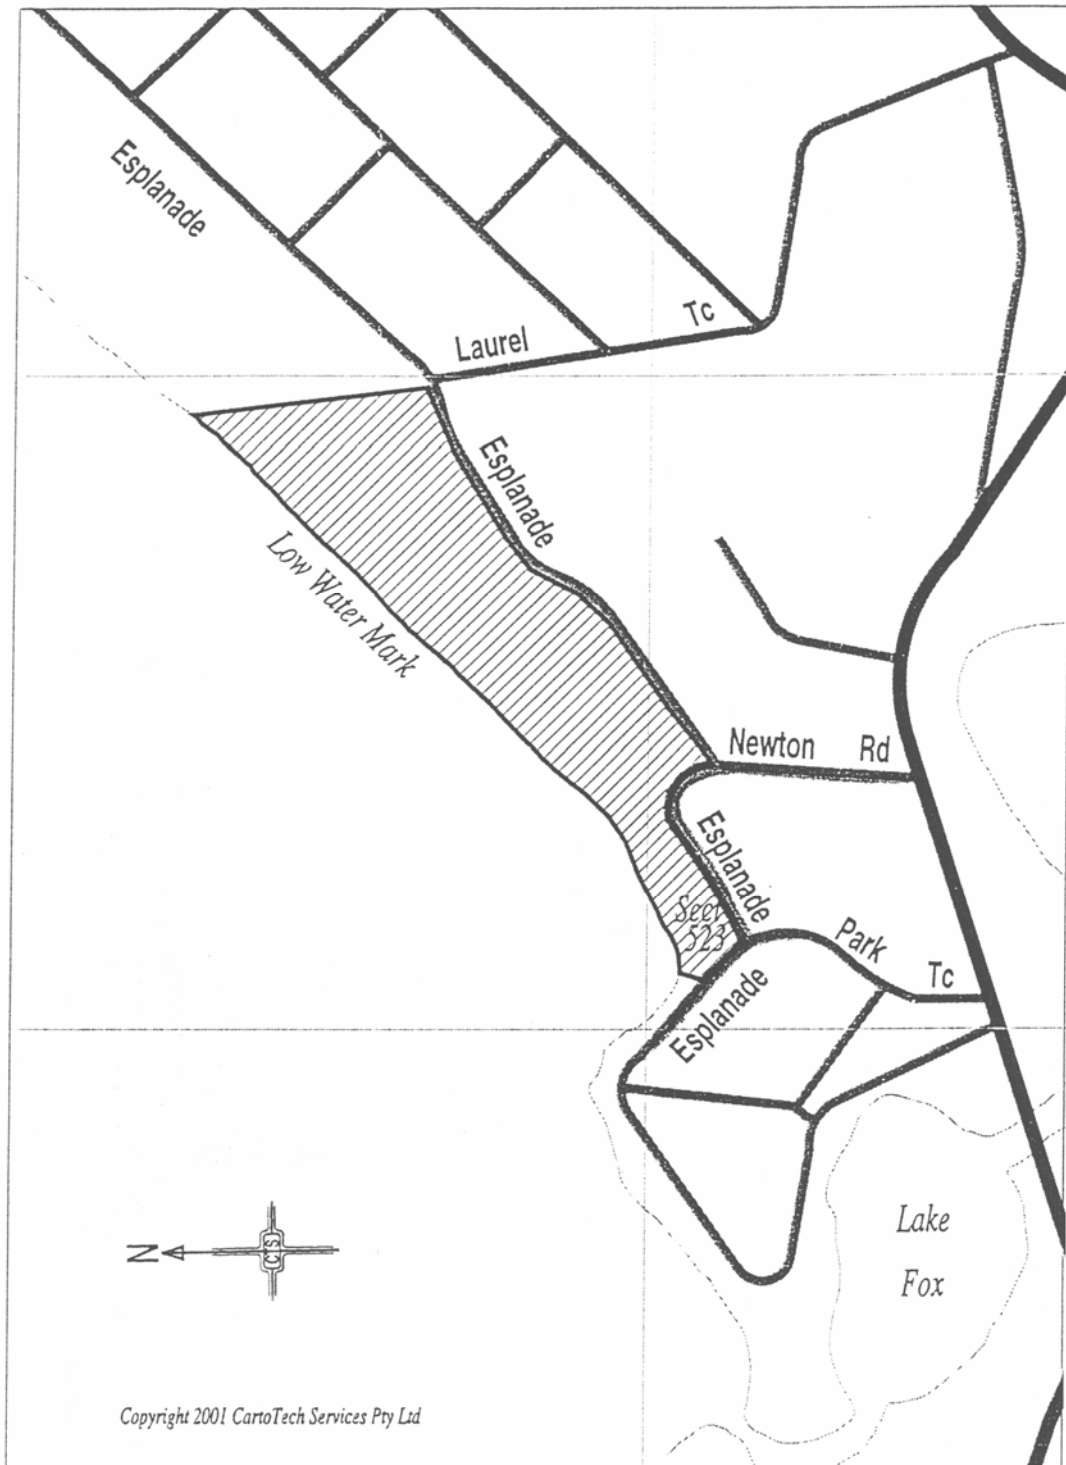 Esplanade
Laurel
Tc
Esplanade
Low Water Mark
Newton
Rd
Esplanade
Sect
523
Park
Tc
Esplanade
N
CTS
Lake
Fox
Copyright 2001 CartoTech Services Pty Ltd